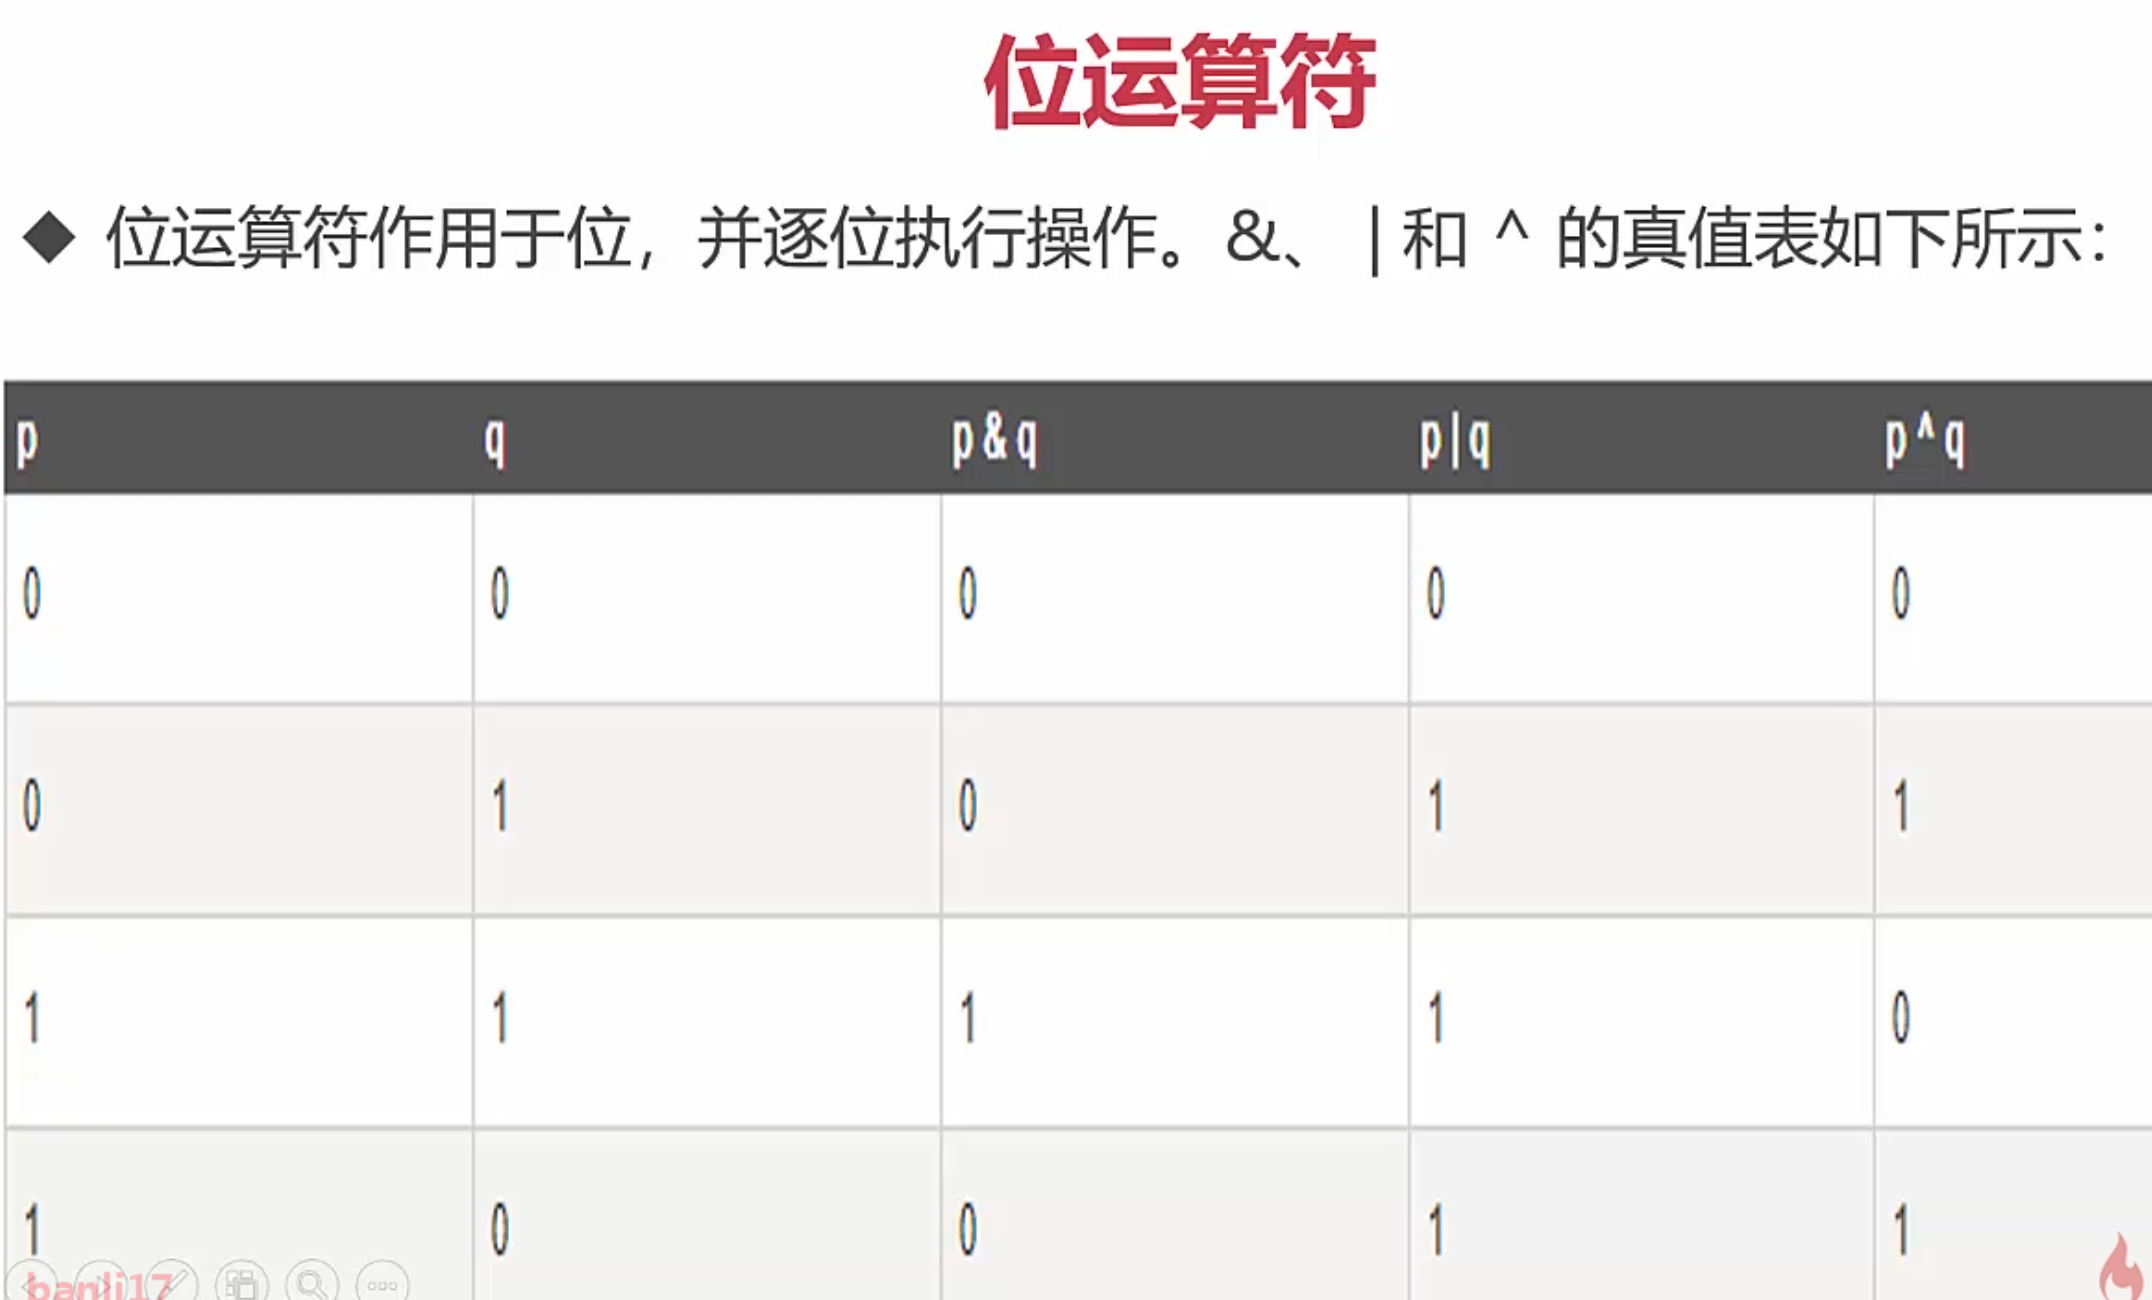 位运算符
◆ 位运算符作用于位，并逐位执行操作。&、 | 和 ^ 的真值表如下所示：
p q p & q p | q p ^ q
0 0 0 0 0
0 1 0 1 1
1 1 1 1 0
1 0 0 1 1
banli17